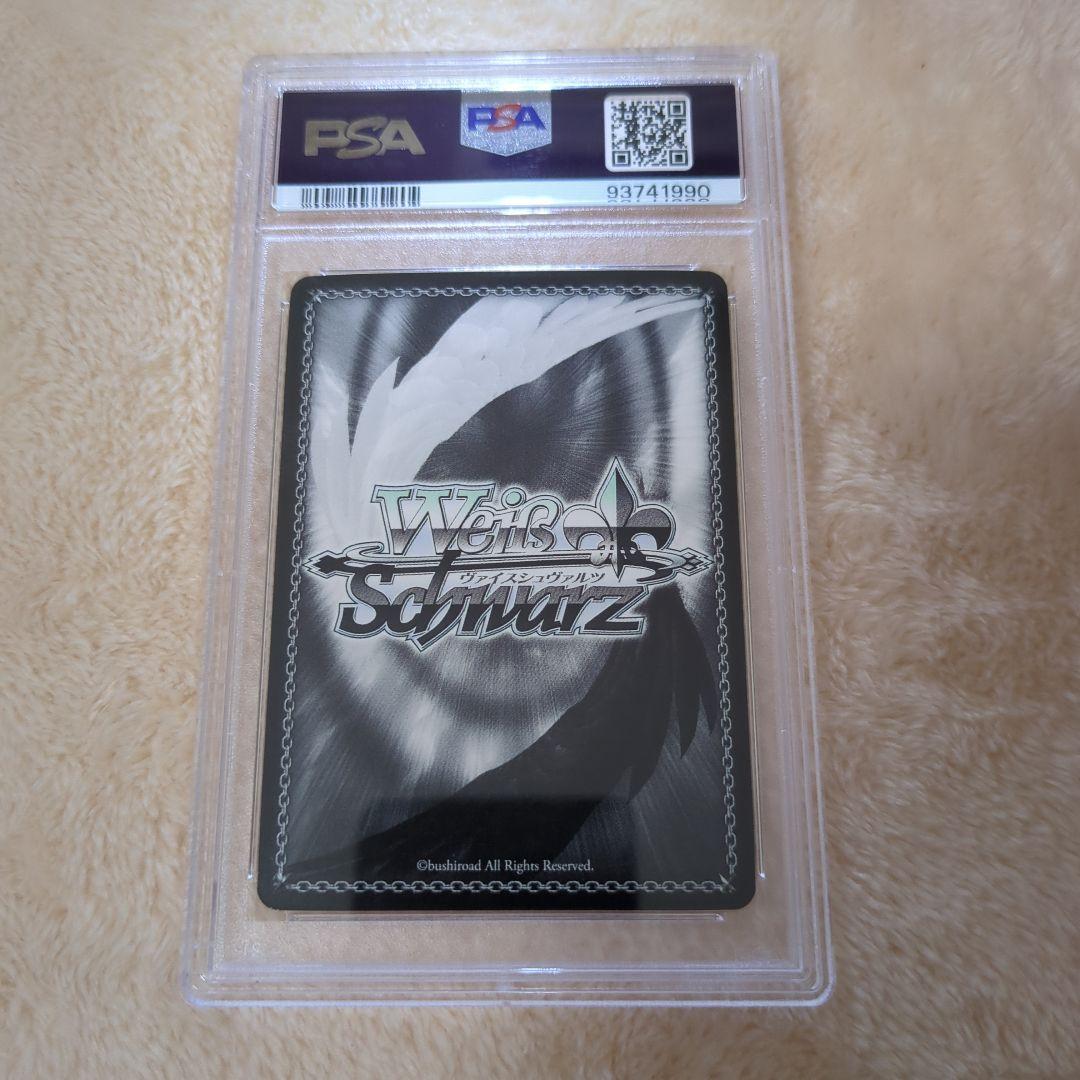 PSA
PSA
93741990
Weiß
ヴァイスシュヴァルツ
Schwarz
©bushiroad All Rights Reserved.